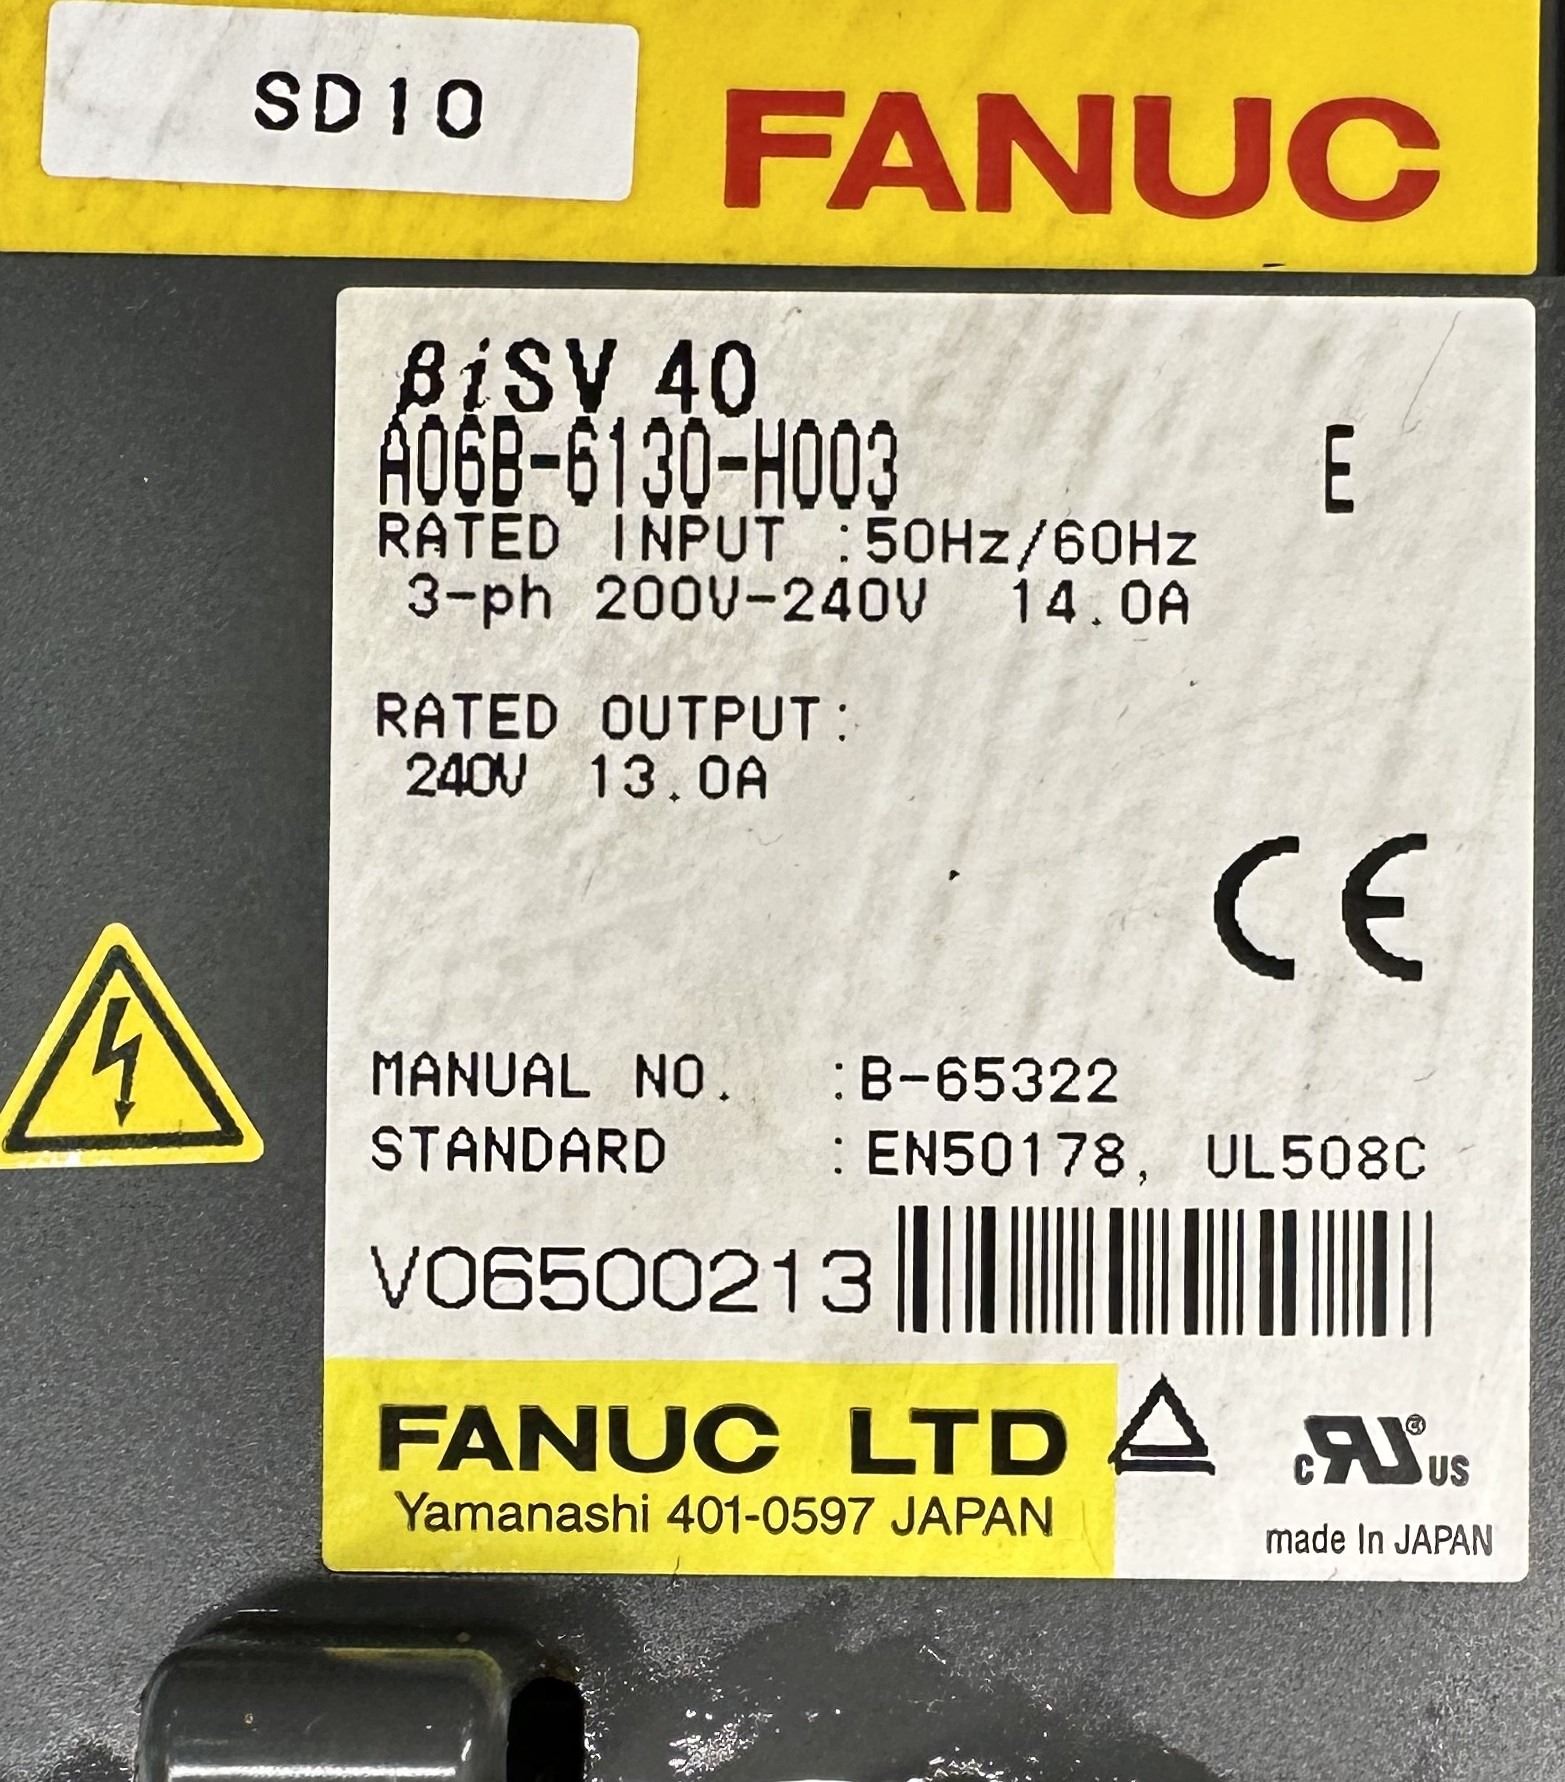 SD10
FANUC
βiSV 40
A06B-6130-H003 E
RATED INPUT :50Hz/60Hz
3-ph 200V-240V 14.0A
RATED OUTPUT:
240V 13.0A
CE
MANUAL NO. :B-65322
STANDARD :EN50178, UL508C
V06500213
FANUC LTD
Yamanashi 401-0597 JAPAN
c RU ® US
made In JAPAN